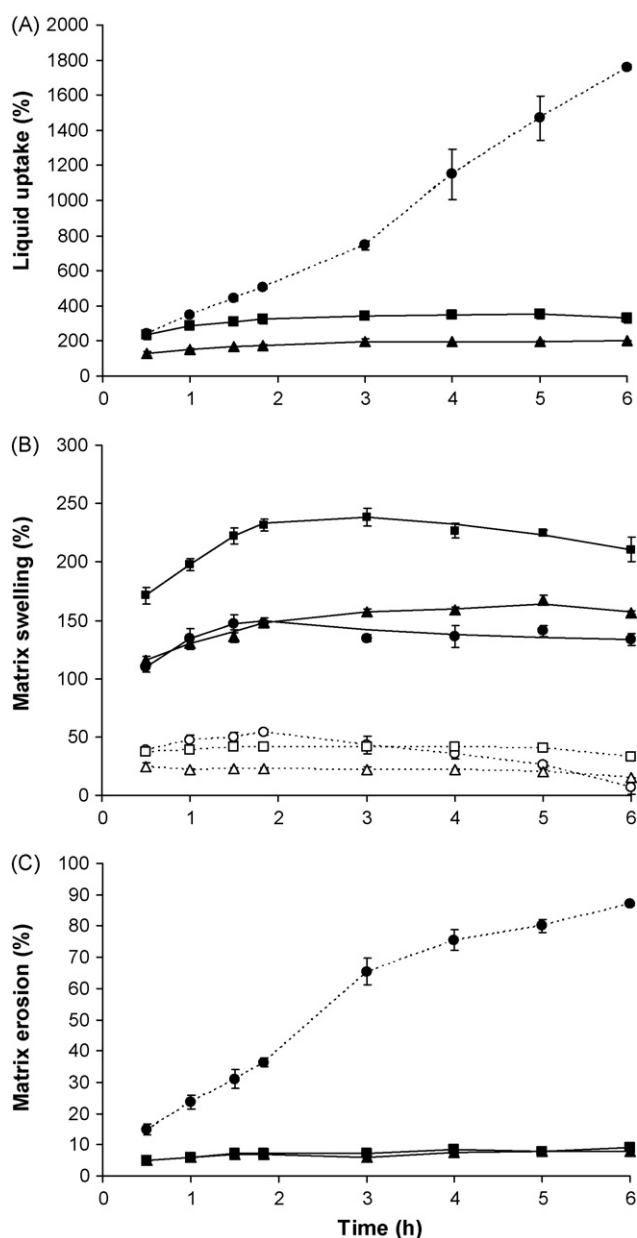 (A)
Liquid uptake (%)
2000
1800
1600
1400
1200
1000
800
600
400
200
0
0 1 2 3 4 5 6
(B)
Matrix swelling (%)
300
250
200
150
100
50
0
0 1 2 3 4 5 6
(C)
Matrix erosion (%)
100
90
80
70
60
50
40
30
20
10
0
0 1 2 3 4 5 6
Time (h)